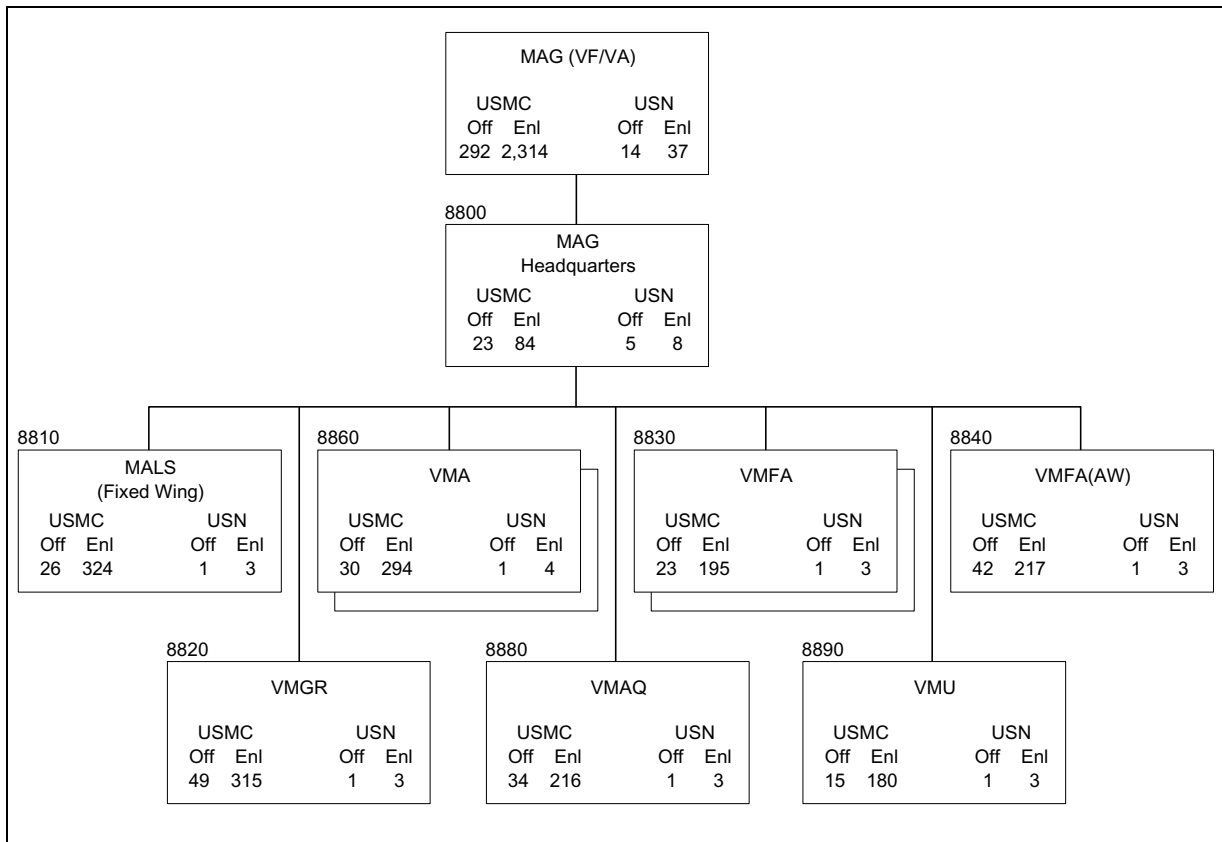 MAG (VF/VA)
USMC USN
Off Enl Off Enl
292 2,314 14 37
8800
MAG
Headquarters
USMC USN
Off Enl Off Enl
23 84 5 8
8810
MALS
(Fixed Wing)
USMC USN
Off Enl Off Enl
26 324 1 3
8860
VMA
USMC USN
Off Enl Off Enl
30 294 1 4
8830
VMFA
USMC USN
Off Enl Off Enl
23 195 1 3
8840
VMFA(AW)
USMC USN
Off Enl Off Enl
42 217 1 3
8820
VMGR
USMC USN
Off Enl Off Enl
49 315 1 3
8880
VMAQ
USMC USN
Off Enl Off Enl
34 216 1 3
8890
VMU
USMC USN
Off Enl Off Enl
15 180 1 3